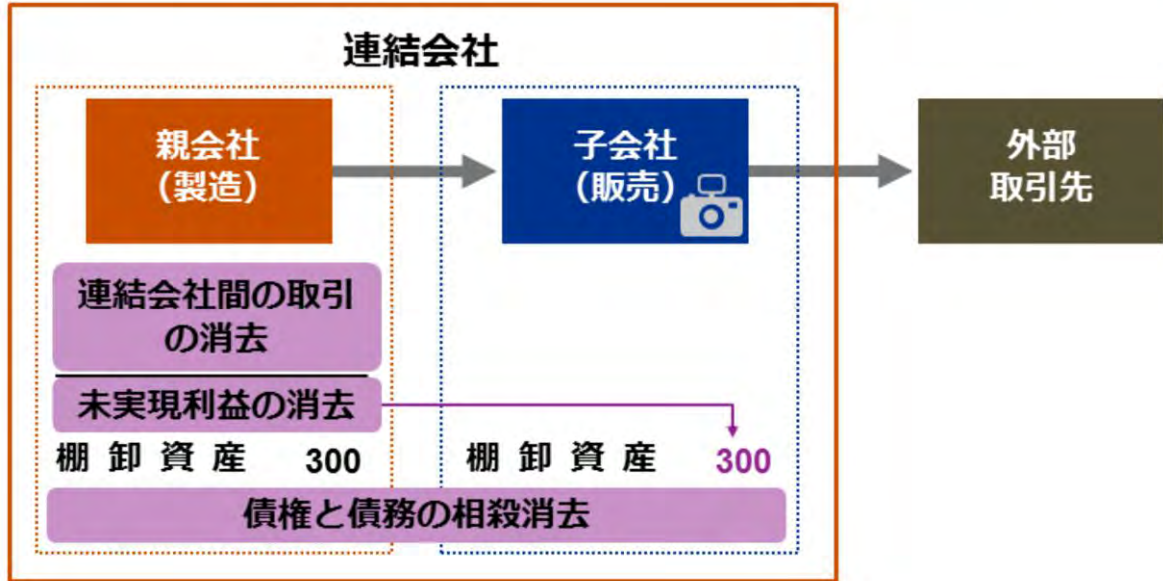 連結会社
親会社
(製造)
子会社
(販売)
外部
取引先
連結会社間の取引
の消去
未実現利益の消去
棚卸資産 300
棚卸資産 300
債権と債務の相殺消去